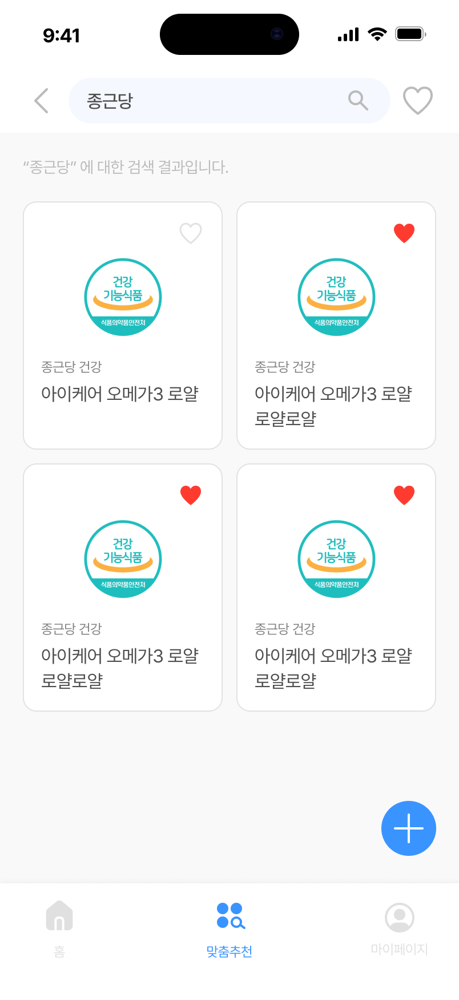 9:41
종근당
“종근당” 에 대한 검색 결과입니다.
건강
기능식품
식품의약품안전처
종근당 건강
아이케어 오메가3 로얄
건강
기능식품
식품의약품안전처
종근당 건강
아이케어 오메가3 로얄
로얄로얄
건강
기능식품
식품의약품안전처
종근당 건강
아이케어 오메가3 로얄
로얄로얄
건강
기능식품
식품의약품안전처
종근당 건강
아이케어 오메가3 로얄
로얄로얄
홈
맞춤추천
마이페이지